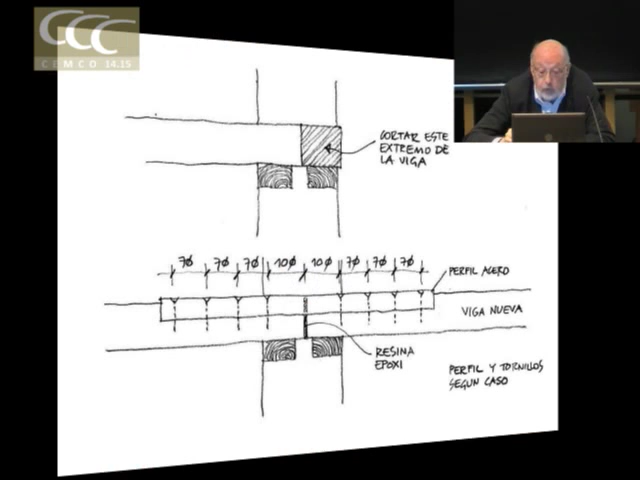 CCC
CEMCO 14.15
CORTAR ESTE
EXTREMO DE
LA VIGA
7Ø 7Ø 7Ø 10Ø 10Ø 7Ø 7Ø 7Ø
PERFIL ACERO
VIGA NUEVA
RESINA
EPOXI
PERFIL Y TORNILLOS
SEGUN CASO